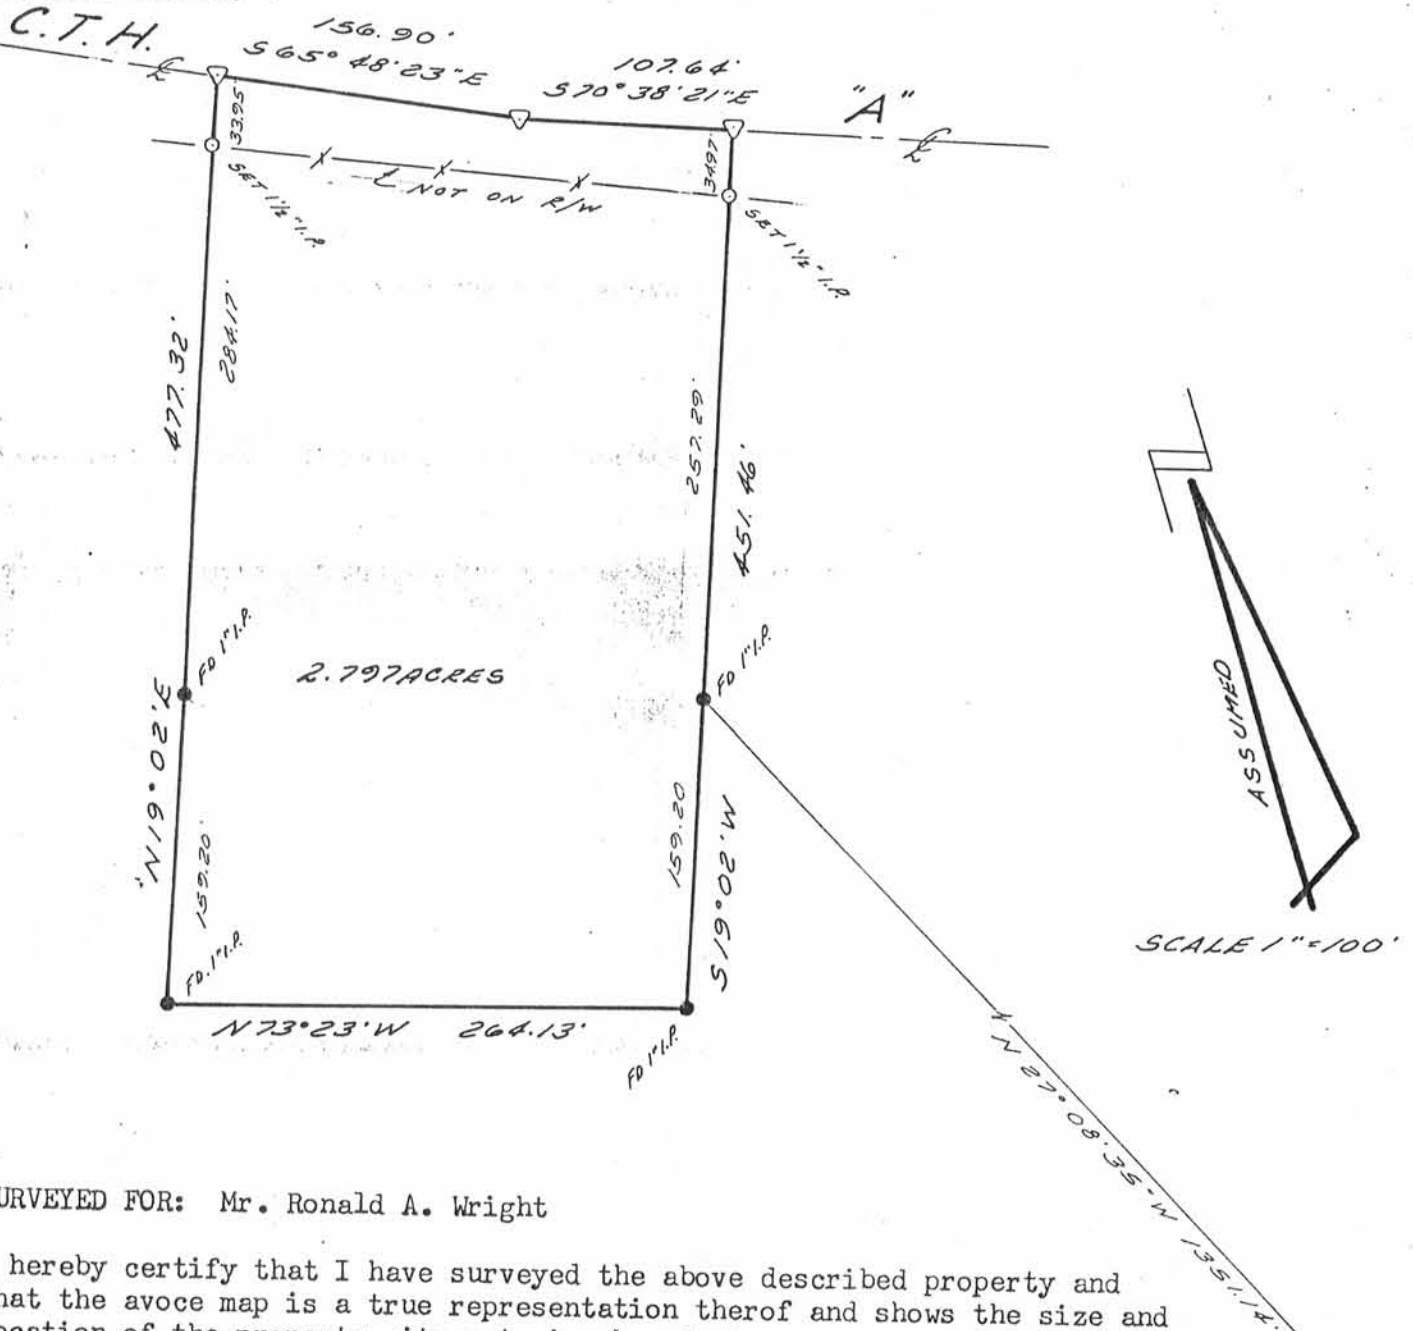 C.T.H.
℄
156.90'
S65°48'23"E
107.64'
S70°38'21"E
"A"
℄
33.95'
34.97'
℄ NOT ON R/W
SET 1½" I.P.
SET 1½" I.P.
477.32'
284.17'
257.29'
451.46'
FD 1" I.P.
2.797 ACRES
FD 1" I.P.
N19°02'E
159.20'
159.20
S19°02'W
FD. 1" I.P.
N73°23'W 264.13'
FD 1" I.P.
ASSUMED
SCALE 1"=100'
N27°08'35"W 1351.14'
URVEYED FOR: Mr. Ronald A. Wright
hereby certify that I have surveyed the above described property and
hat the avoce map is a true representation therof and shows the size and